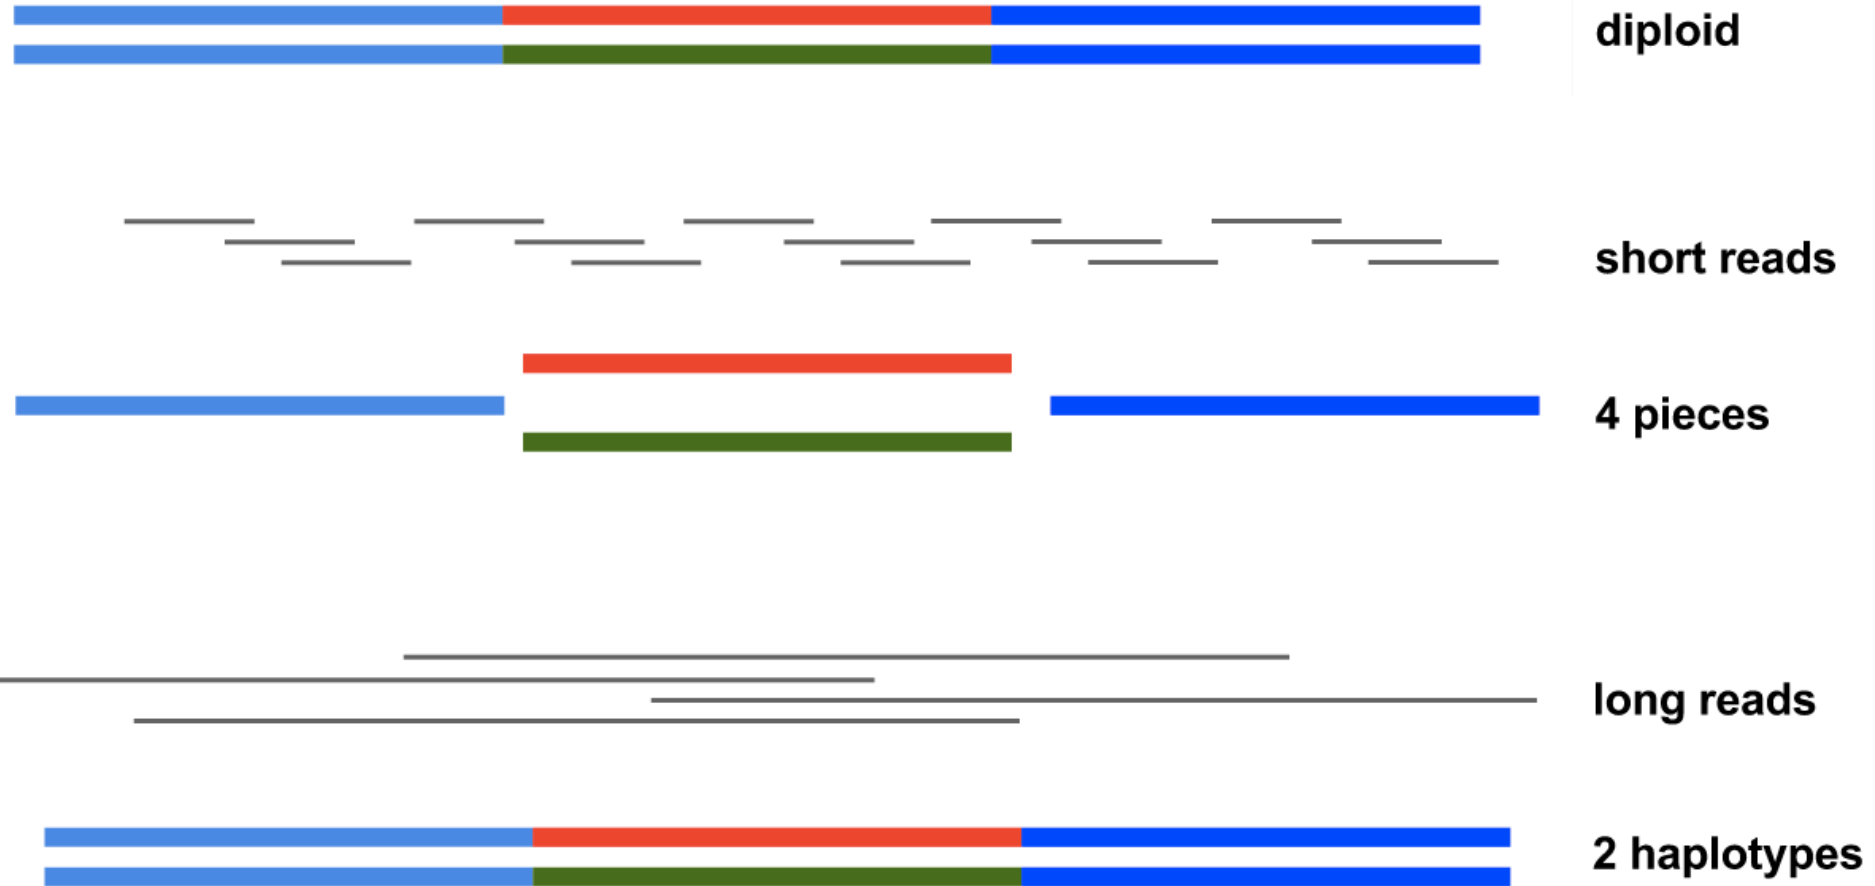 diploid
short reads
4 pieces
long reads
2 haplotypes